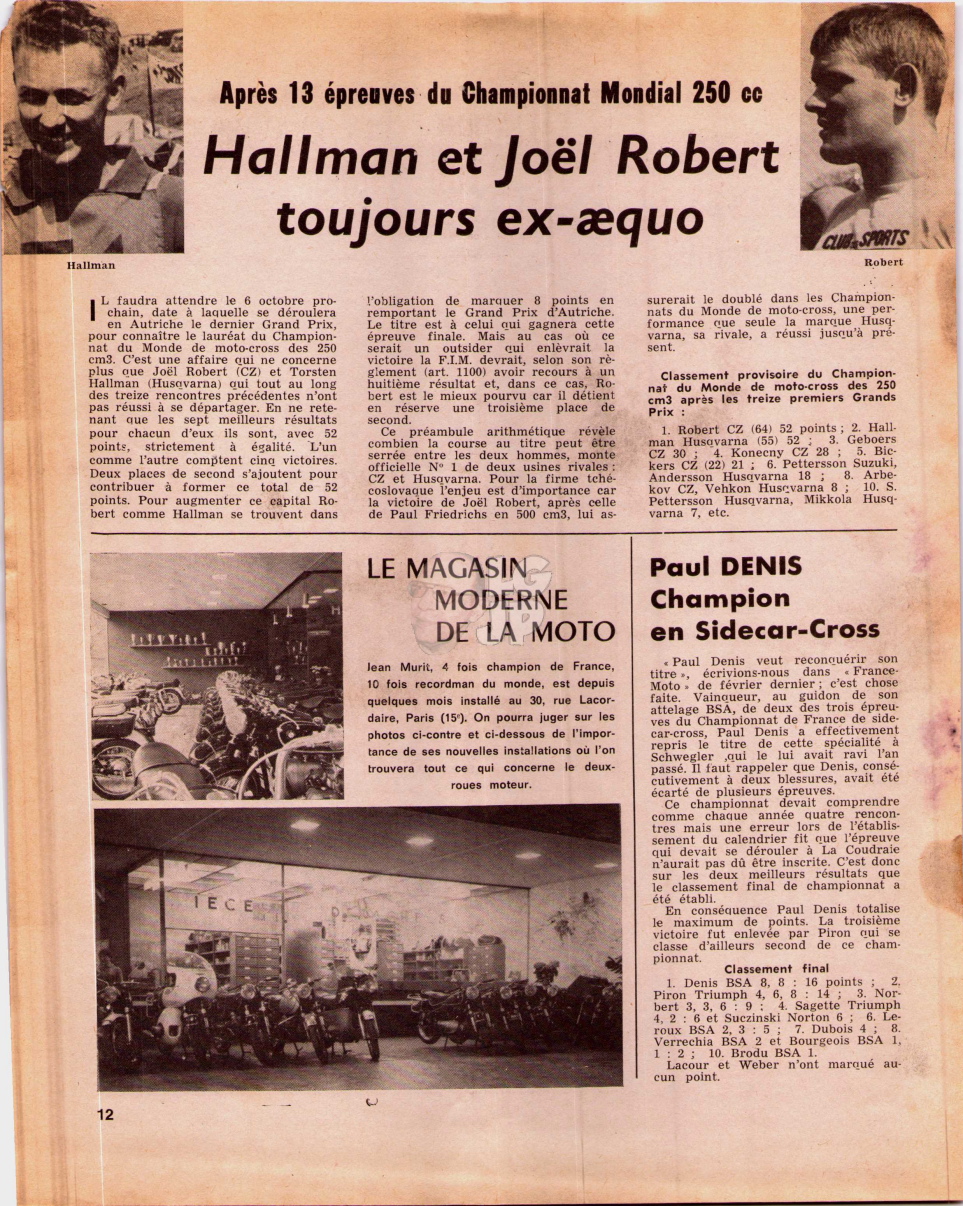 Après 13 épreuves du Championnat Mondial 250 cc
Hallman et Joël Robert
toujours ex-æquo
CLUB SPORTS
Hallman
Robert
IL faudra attendre le 6 octobre pro-
chain, date à laquelle se déroulera
en Autriche le dernier Grand Prix,
pour connaître le lauréat du Champion-
nat du Monde de moto-cross des 250
cm3. C'est une affaire qui ne concerne
plus que Joël Robert (CZ) et Torsten
Hallman (Husqvarna) qui tout au long
des treize rencontres précédentes n'ont
pas réussi à se départager. En ne rete-
nant que les sept meilleurs résultats
pour chacun d'eux ils sont, avec 52
points, strictement à égalité. L'un
comme l'autre comptent cinq victoires.
Deux places de second s'ajoutent pour
contribuer à former ce total de 52
points. Pour augmenter ce capital Ro-
bert comme Hallman se trouvent dans
l'obligation de marquer 8 points en
remportant le Grand Prix d'Autriche.
Le titre est à celui qui gagnera cette
épreuve finale. Mais au cas où ce
serait un outsider qui enlèvrait la
victoire la F.I.M. devrait, selon son rè-
glement (art. 1100) avoir recours à un
huitième résultat et, dans ce cas, Ro-
bert est le mieux pourvu car il détient
en réserve une troisième place de
second.
Ce préambule arithmétique révèle
combien la course au titre peut être
serrée entre les deux hommes, monte
officielle N° 1 de deux usines rivales :
CZ et Husqvarna. Pour la firme tché-
coslovaque l'enjeu est d'importance car
la victoire de Joël Robert, après celle
de Paul Friedrichs en 500 cm3, lui as-
surerait le doublé dans les Champion-
nats du Monde de moto-cross, une per-
formance que seule la marque Husq-
varna, sa rivale, a réussi jusqu'à pré-
sent.
Classement provisoire du Champion-
nat du Monde de moto-cross des 250
cm3 après les treize premiers Grands
Prix :
1. Robert CZ (64) 52 points ; 2. Hall-
man Husqvarna (55) 52 ; 3. Geboers
CZ 30 ; 4. Konecny CZ 28 ; 5. Bic-
kers CZ (22) 21 ; 6. Pettersson Suzuki,
Andersson Husqvarna 18 ; 8. Arbe-
kov CZ, Vehkon Husqvarna 8 ; 10. S.
Pettersson Husqvarna, Mikkola Husq-
varna 7, etc.
LE MAGASIN
MODERNE
DE LA MOTO
Jean Murit, 4 fois champion de France,
10 fois recordman du monde, est depuis
quelques mois installé au 30, rue Lacor-
daire, Paris (15e). On pourra juger sur les
photos ci-contre et ci-dessous de l'impor-
tance de ses nouvelles installations où l'on
trouvera tout ce qui concerne le deux-
roues moteur.
IECE
Paul DENIS
Champion
en Sidecar-Cross
« Paul Denis veut reconquérir son
titre », écrivions-nous dans « France-
Moto » de février dernier ; c'est chose
faite. Vainqueur, au guidon de son
attelage BSA, de deux des trois épreu-
ves du Championnat de France de side-
car-cross, Paul Denis a effectivement
repris le titre de cette spécialité à
Schwegler ,qui le lui avait ravi l'an
passé. Il faut rappeler que Denis, consé-
cutivement à deux blessures, avait été
écarté de plusieurs épreuves.
Ce championnat devait comprendre
comme chaque année quatre rencon-
tres mais une erreur lors de l'établis-
sement du calendrier fit que l'épreuve
qui devait se dérouler à La Coudraie
n'aurait pas dû être inscrite. C'est donc
sur les deux meilleurs résultats que
le classement final de championnat a
été établi.
En conséquence Paul Denis totalise
le maximum de points. La troisième
victoire fut enlevée par Piron qui se
classe d'ailleurs second de ce cham-
pionnat.
Classement final
1. Denis BSA 8, 8 : 16 points ; 2.
Piron Triumph 4, 6, 8 : 14 ; 3. Nor-
bert 3, 3, 6 : 9 ; 4. Sagette Triumph
4, 2 : 6 et Suczinski Norton 6 ; 6. Le-
roux BSA 2, 3 : 5 ; 7. Dubois 4 ; 8.
Verrechia BSA 2 et Bourgeois BSA 1,
1 : 2 ; 10. Brodu BSA 1.
Lacour et Weber n'ont marqué au-
cun point.
12